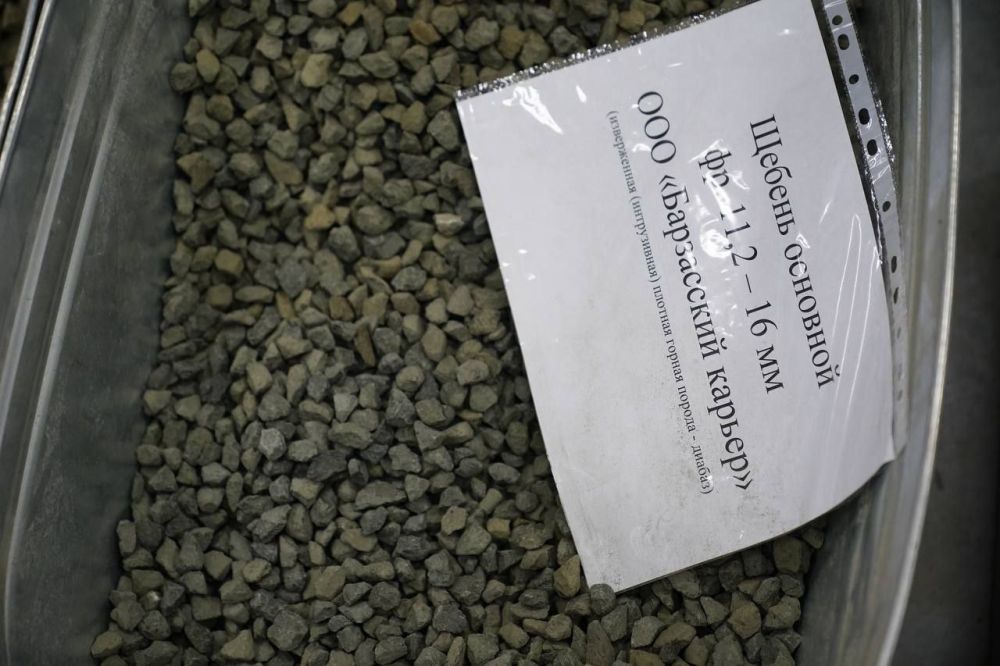 Щебень основной
фр. 11,2 – 16 мм
ООО «Барзасский карьер»
(изверженная (интрузивная) плотная горная порода - диабаз)